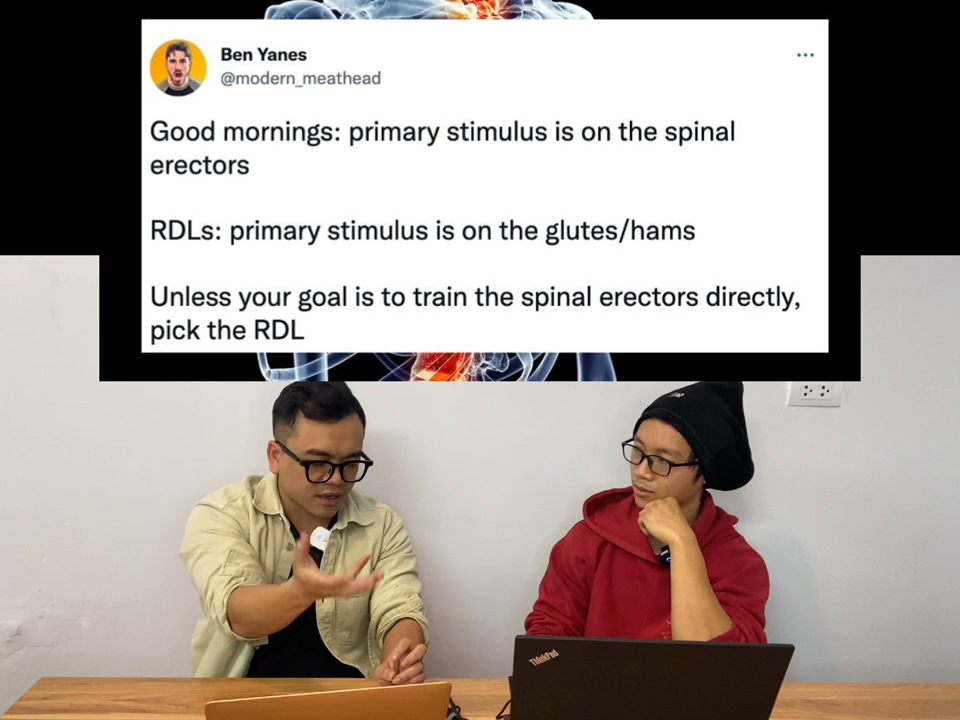 Ben Yanes
@modern_meathead
Good mornings: primary stimulus is on the spinal
erectors
RDLs: primary stimulus is on the glutes/hams
Unless your goal is to train the spinal erectors directly,
pick the RDL
ThinkPad